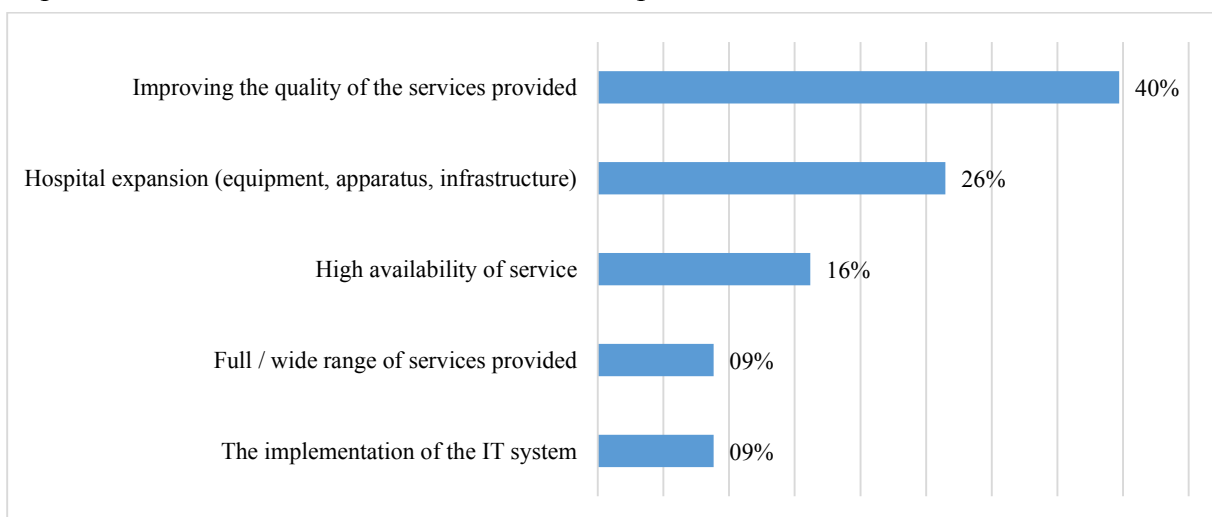 Improving the quality of the services provided 40%
Hospital expansion (equipment, apparatus, infrastructure) 26%
High availability of service 16%
Full / wide range of services provided 09%
The implementation of the IT system 09%